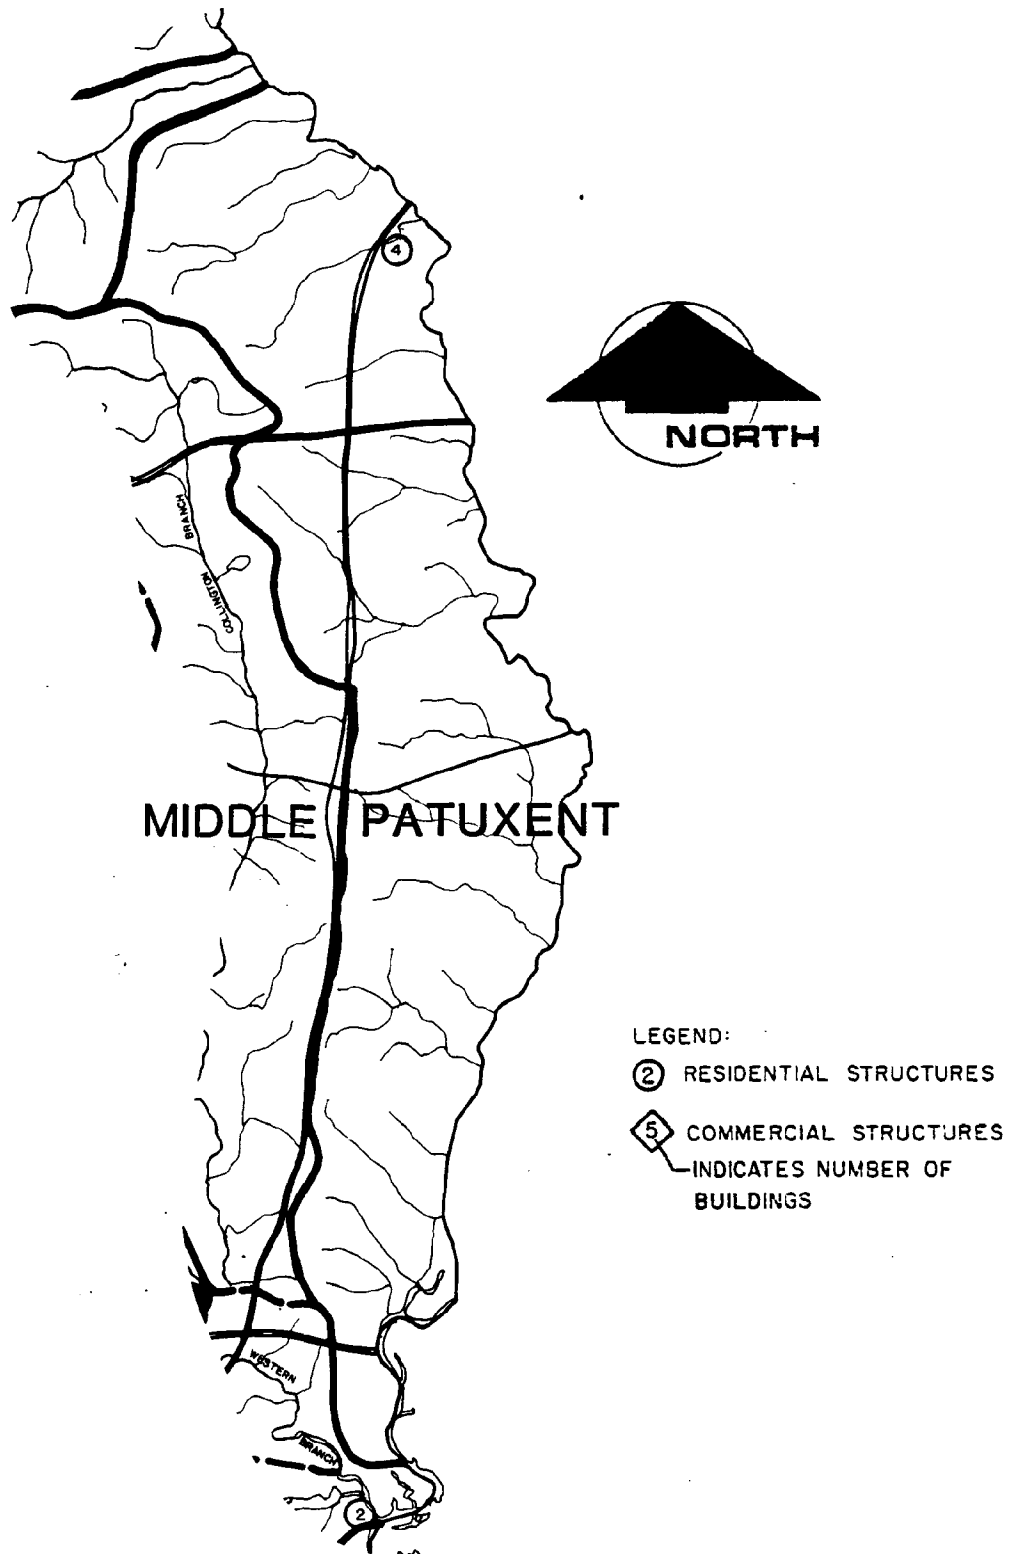 4
NORTH
BRANCH
COLLINGTON
MIDDLE PATUXENT
LEGEND:
2 RESIDENTIAL STRUCTURES
5 COMMERCIAL STRUCTURES
INDICATES NUMBER OF
BUILDINGS
WESTERN
BRANCH
2